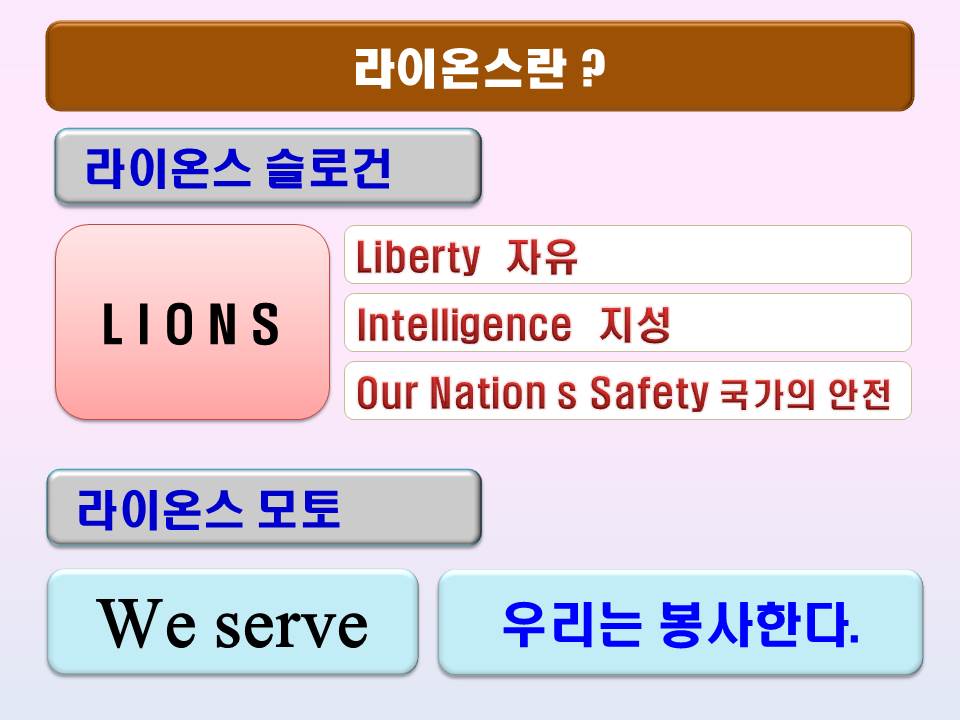 라이온스란 ?
라이온스 슬로건
L I O N S
Liberty 자유
Intelligence 지성
Our Nation s Safety 국가의 안전
라이온스 모토
We serve
우리는 봉사한다.